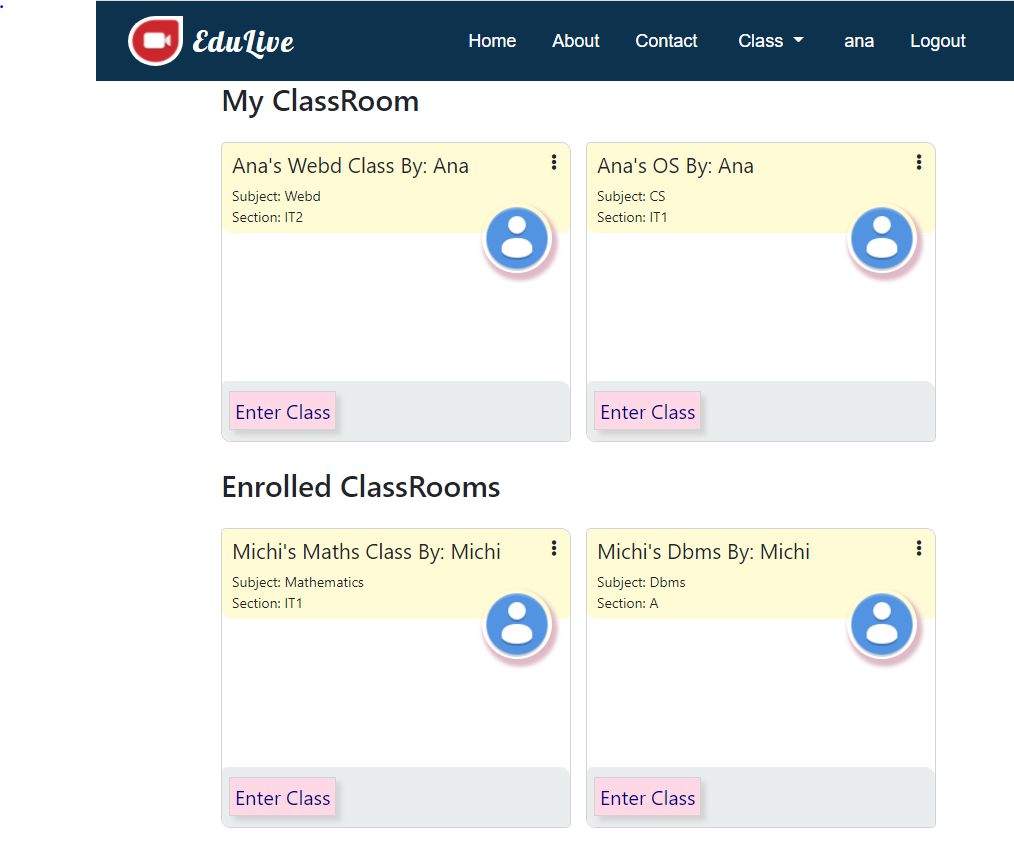 EduLive Home About Contact Class ana Logout
My ClassRoom
Ana's Webd Class By: Ana
Subject: Webd
Section: IT2
Enter Class
Ana's OS By: Ana
Subject: CS
Section: IT1
Enter Class
Enrolled ClassRooms
Michi's Maths Class By: Michi
Subject: Mathematics
Section: IT1
Enter Class
Michi's Dbms By: Michi
Subject: Dbms
Section: A
Enter Class